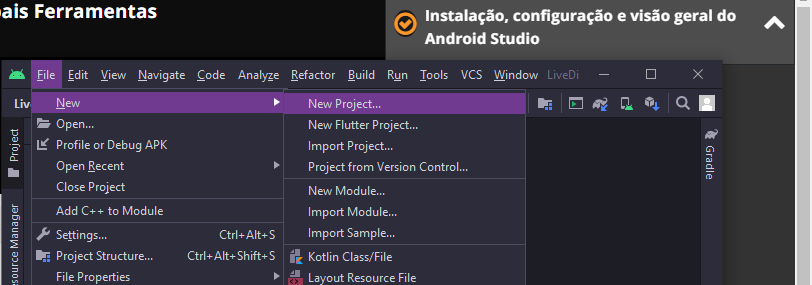 ais Ferramentas
Instalação, configuração e visão geral do
Android Studio
File Edit View Navigate Code Analyze Refactor Build Run Tools VCS Window LiveDi
Live
New
New Project...
Open...
New Flutter Project...
Profile or Debug APK
Import Project...
Open Recent
Project from Version Control...
Close Project
New Module...
Add C++ to Module
Import Module...
Settings... Ctrl+Alt+S
Import Sample...
Project Structure... Ctrl+Alt+Shift+S
Kotlin Class/File
File Properties
Layout Resource File
Project
source Manager
Gradle